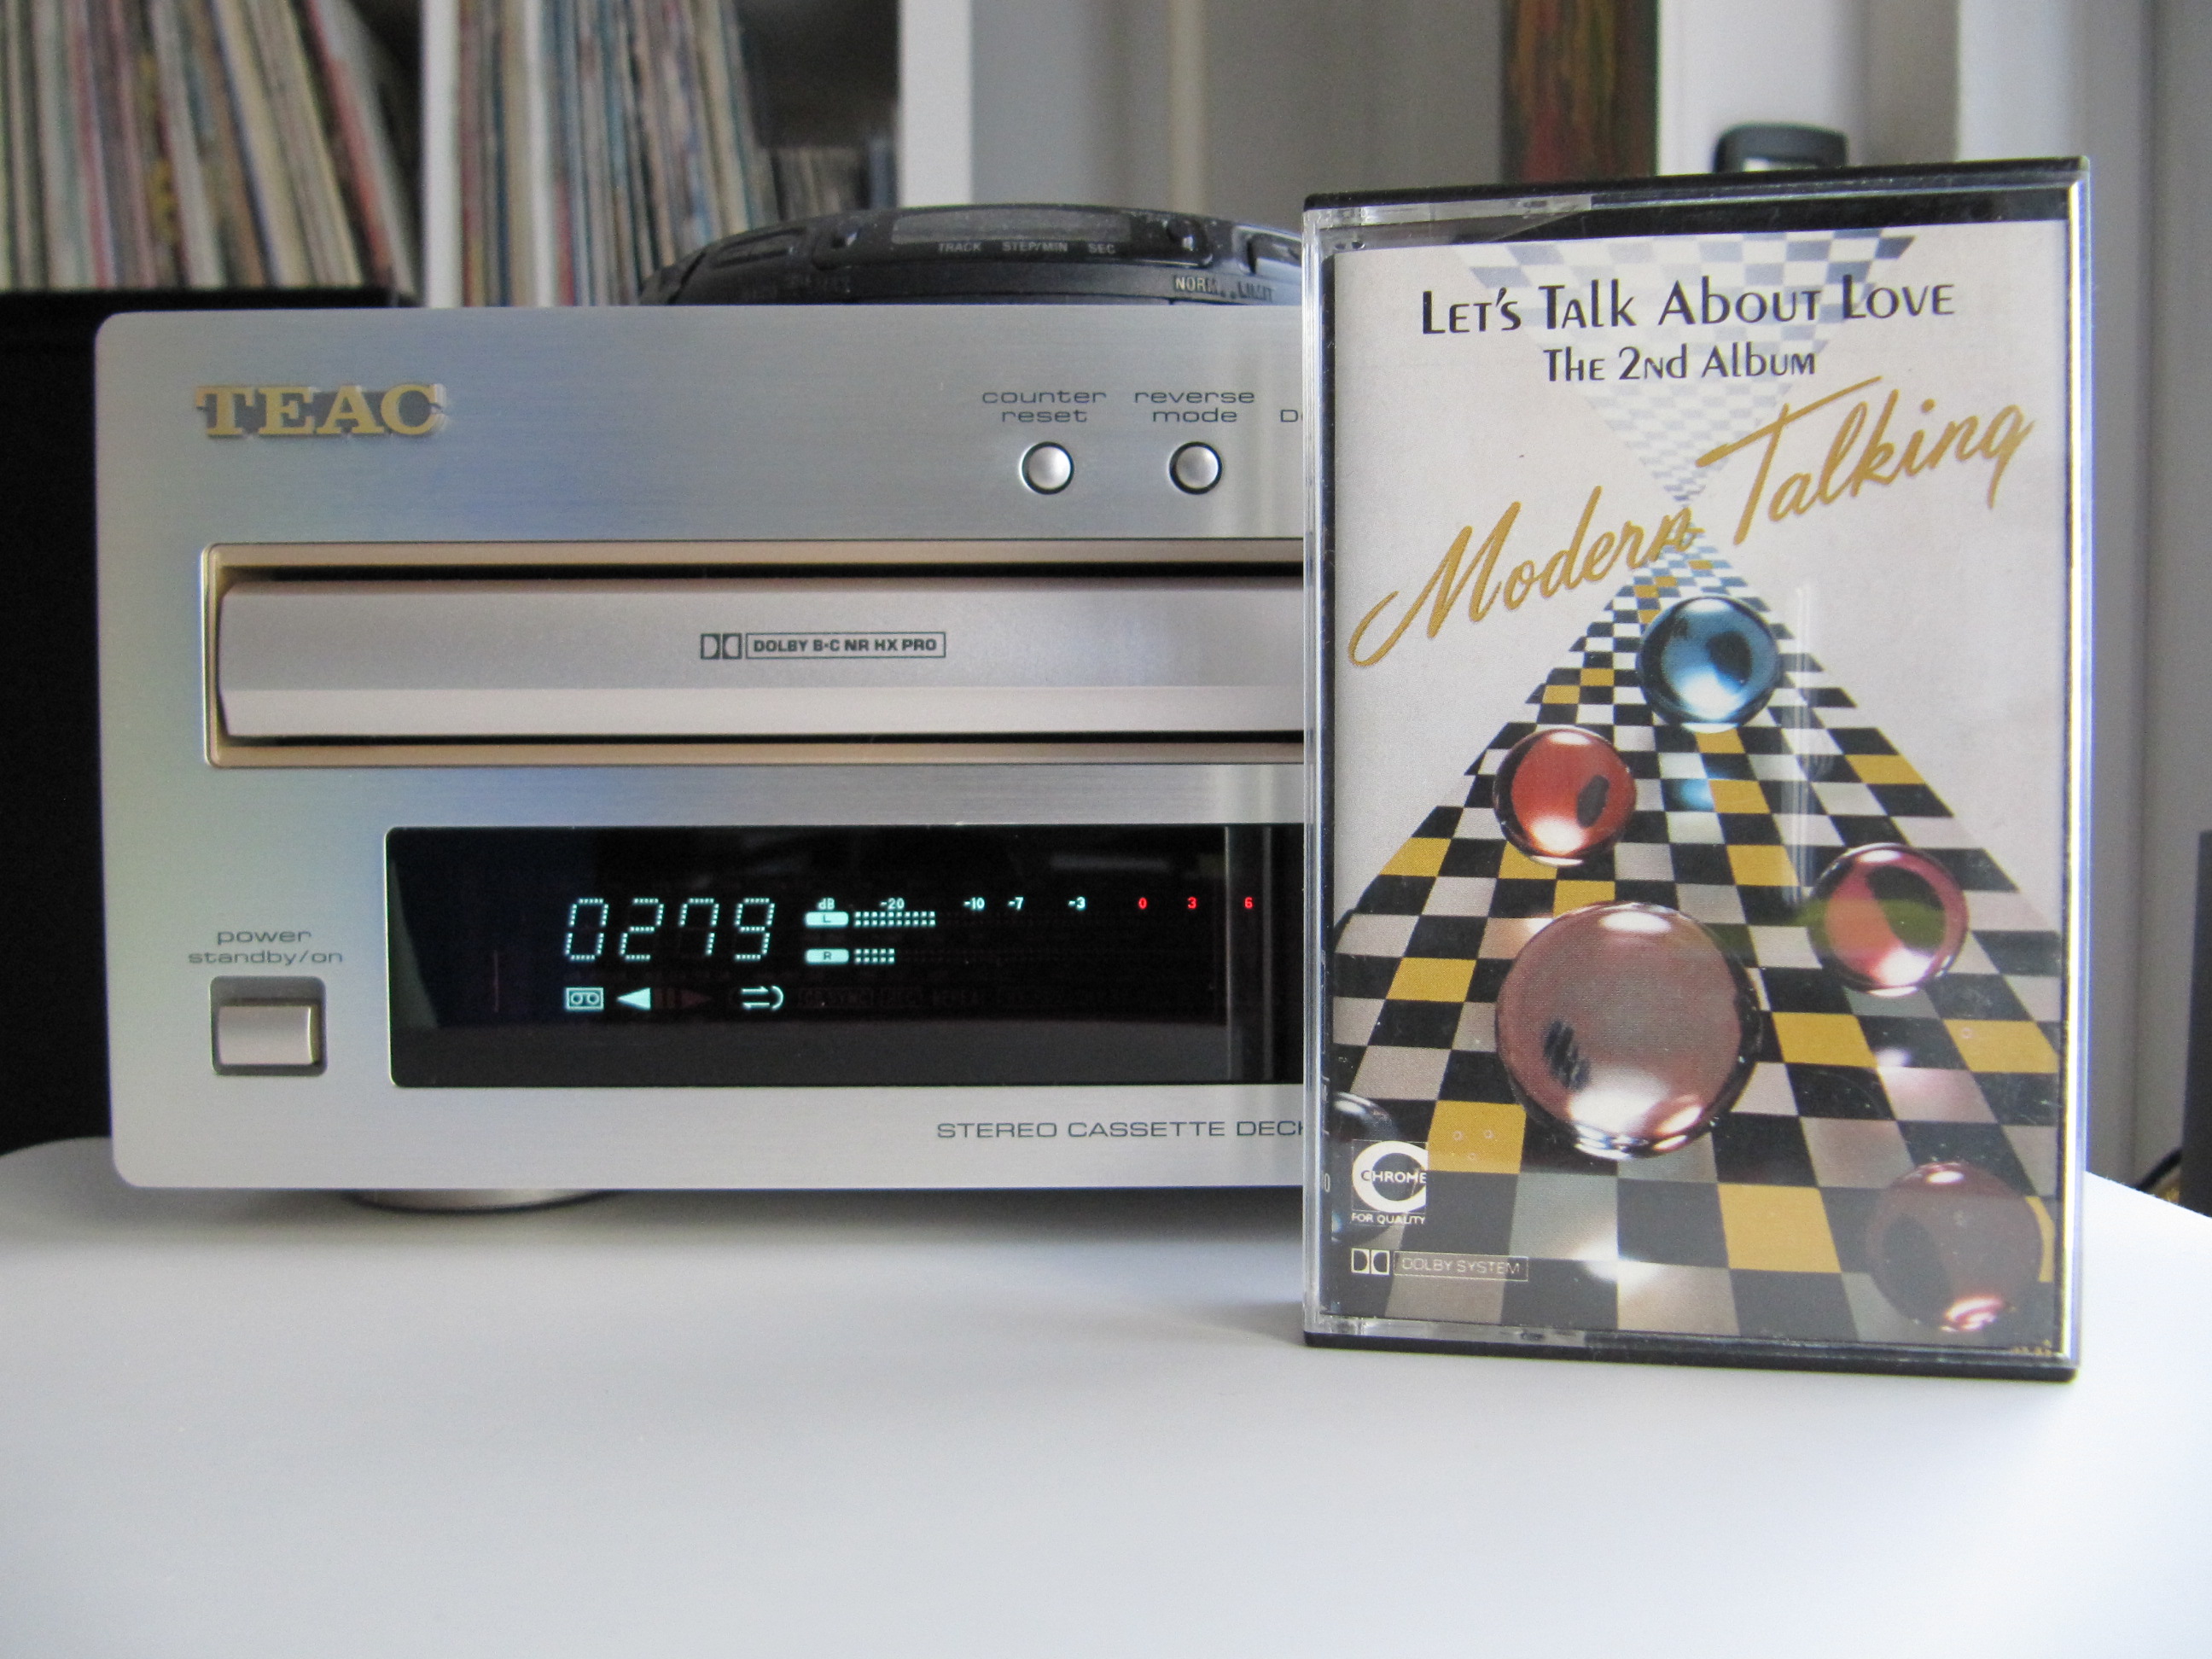 TRACK STEP/MIN SEC
TEAC
counter reset
reverse mode
DOLBY B·C NR HX PRO
power
standby/on
0279
dB -20 -10 -7 -3 0 3 6
L
R
STEREO CASSETTE DECK
LET'S TALK ABOUT LOVE
THE 2ND ALBUM
Modern Talking
CHROME
FOR QUALITY
DOLBY SYSTEM